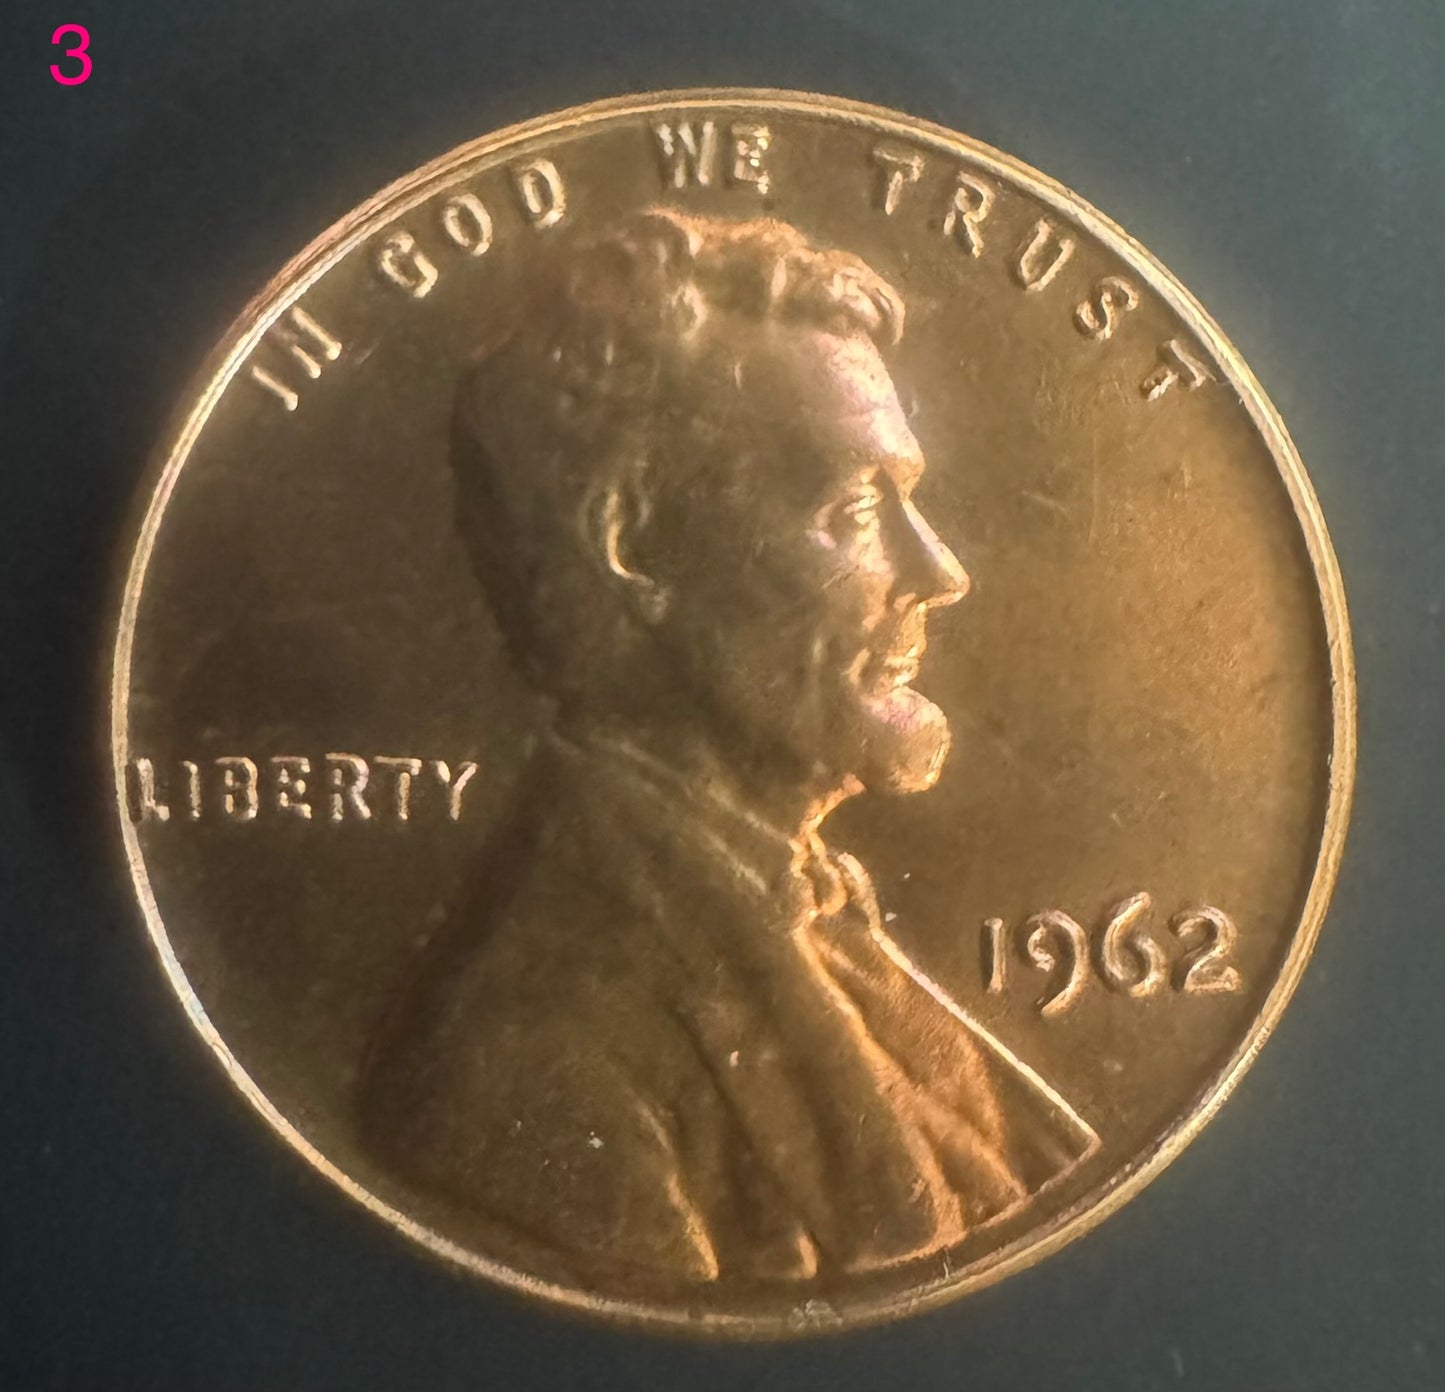 3
IN GOD WE TRUST
LIBERTY
1962